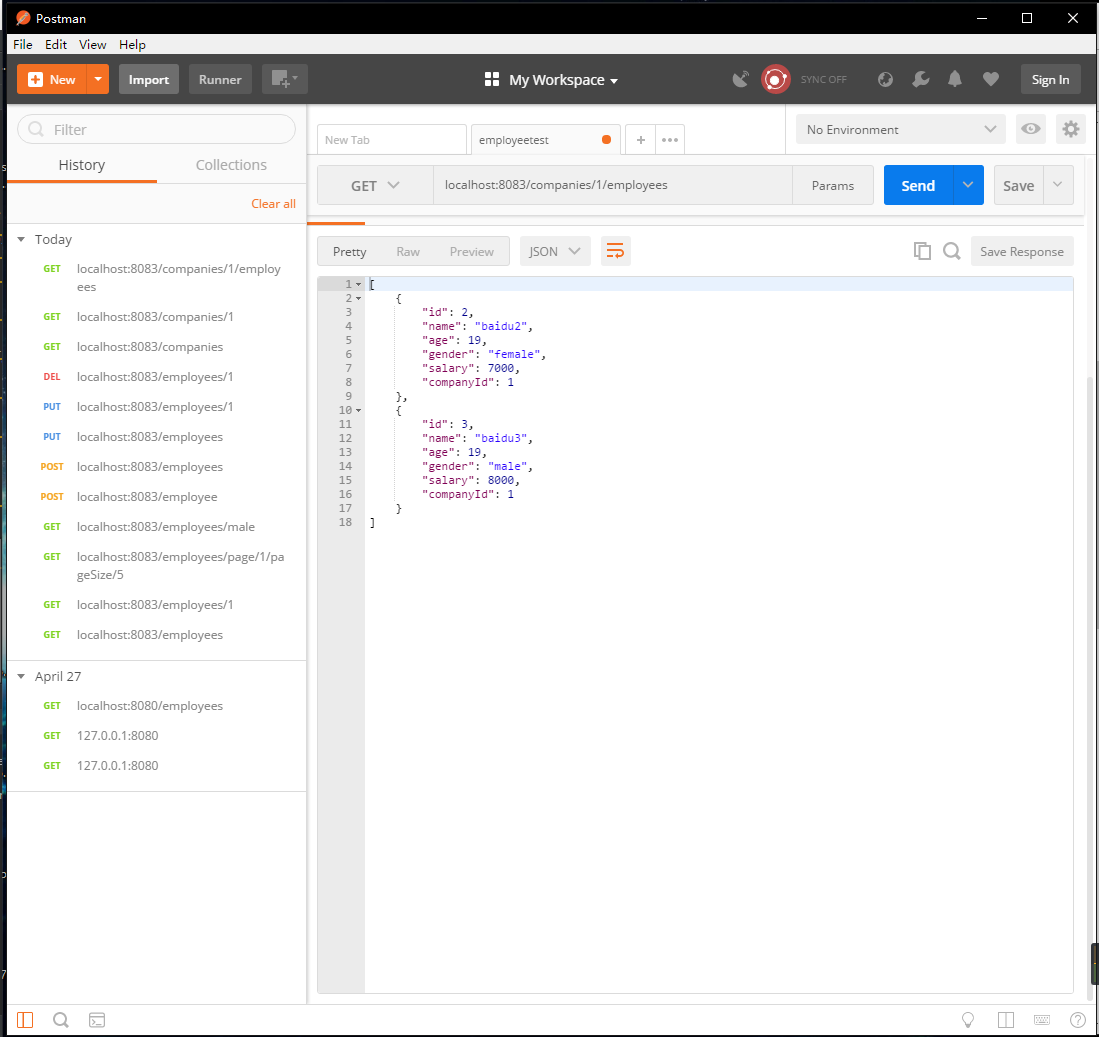 Postman
File Edit View Help
New Import Runner My Workspace SYNC OFF Sign In
Filter
History Collections
Clear all
Today
GET localhost:8083/companies/1/employ
ees
GET localhost:8083/companies/1
GET localhost:8083/companies
DEL localhost:8083/employees/1
PUT localhost:8083/employees/1
PUT localhost:8083/employees
POST localhost:8083/employees
POST localhost:8083/employee
GET localhost:8083/employees/male
GET localhost:8083/employees/page/1/pa
geSize/5
GET localhost:8083/employees/1
GET localhost:8083/employees
April 27
GET localhost:8080/employees
GET 127.0.0.1:8080
GET 127.0.0.1:8080
New Tab employeetest + ••• No Environment
GET localhost:8083/companies/1/employees Params Send Save
Pretty Raw Preview JSON Save Response
1 [
2 {
3 "id": 2,
4 "name": "baidu2",
5 "age": 19,
6 "gender": "female",
7 "salary": 7000,
8 "companyId": 1
9 },
10 {
11 "id": 3,
12 "name": "baidu3",
13 "age": 19,
14 "gender": "male",
15 "salary": 8000,
16 "companyId": 1
17 }
18 ]